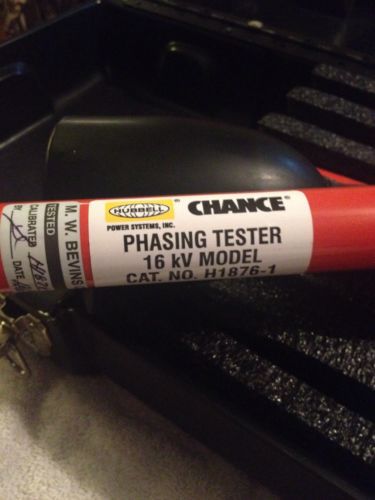 HUBBELL
®
CHANCE®
POWER SYSTEMS, INC.
PHASING TESTER
16 kV MODEL
CAT. NO. H1876-1
M. W. BEVINS
TESTED
CALIBRATED
BY
DATE